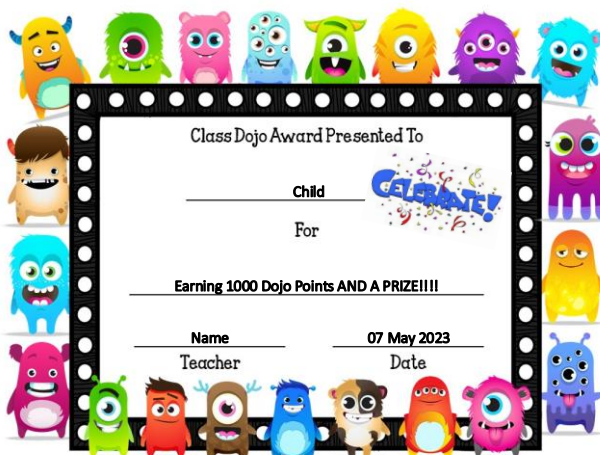 Class Dojo Award Presented To
Child
CELEBRATE!
For
Earning 1000 Dojo Points AND A PRIZE!!!!
Name 07 May 2023
Teacher Date